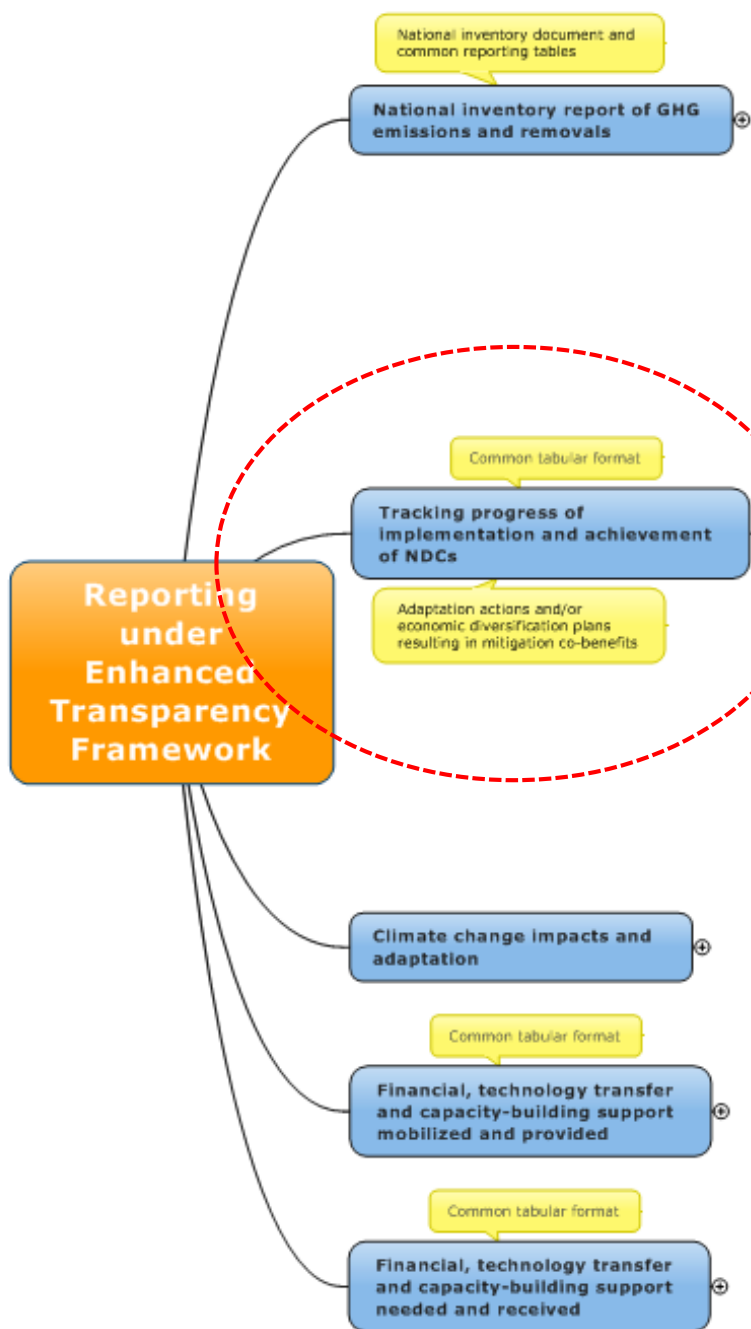 National inventory document and
common reporting tables
National inventory report of GHG
emissions and removals
Common tabular format
Tracking progress of
implementation and achievement
of NDCs
Adaptation actions and/or
economic diversification plans
resulting in mitigation co-benefits
Reporting
under
Enhanced
Transparency
Framework
Climate change impacts and
adaptation
Common tabular format
Financial, technology transfer
and capacity-building support
mobilized and provided
Common tabular format
Financial, technology transfer
and capacity-building support
needed and received